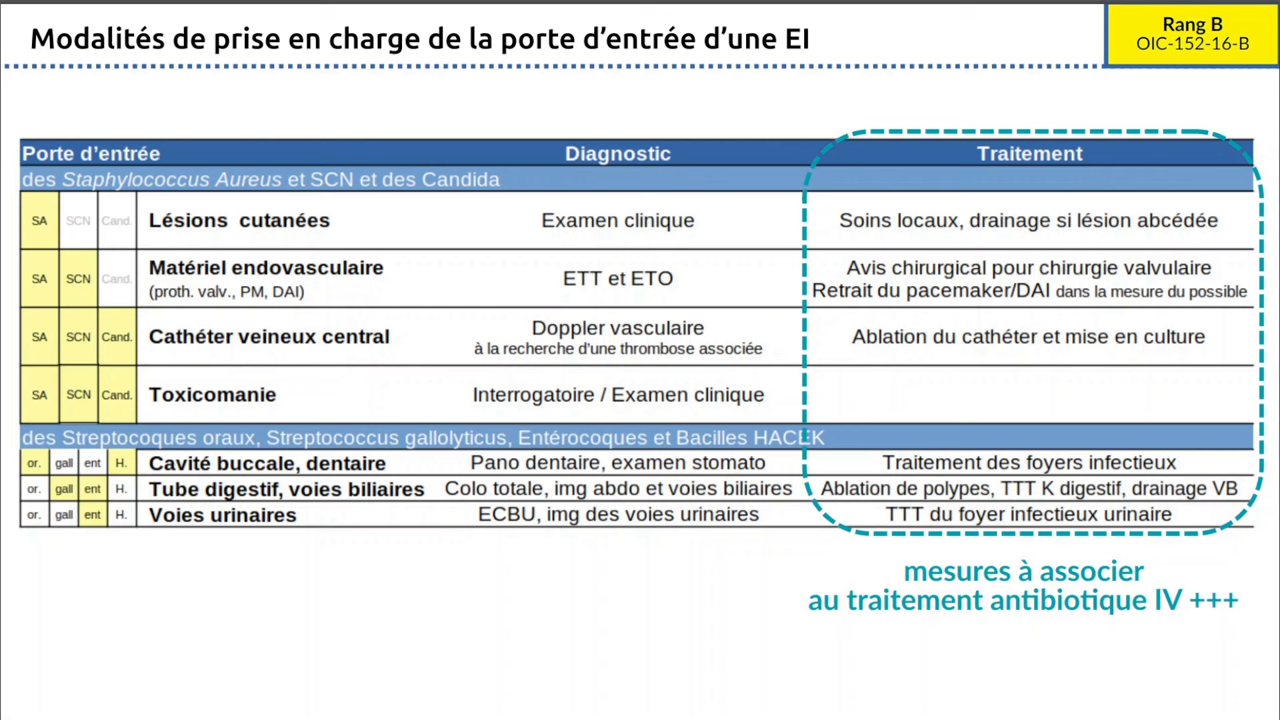 Modalités de prise en charge de la porte d'entrée d'une EI
Rang B
OIC-152-16-B
Porte d'entrée Diagnostic Traitement
des Staphylococcus Aureus et SCN et des Candida
SA SCN Cand. Lésions cutanées Examen clinique Soins locaux, drainage si lésion abcédée
SA SCN Cand. Matériel endovasculaire (proth. valv., PM, DAI) ETT et ETO Avis chirurgical pour chirurgie valvulaire
Retrait du pacemaker/DAI dans la mesure du possible
SA SCN Cand. Cathéter veineux central Doppler vasculaire Ablation du cathéter et mise en culture
à la recherche d'une thrombose associée
SA SCN Cand. Toxicomanie Interrogatoire / Examen clinique
des Streptocoques oraux, Streptococcus gallolyticus, Entérocoques et Bacilles HACEK
or. gall ent H. Cavité buccale, dentaire Pano dentaire, examen stomato Traitement des foyers infectieux
or. gall ent H. Tube digestif, voies biliaires Colo totale, img abdo et voies biliaires Ablation de polypes, TTT K digestif, drainage VB
or. gall ent H. Voies urinaires ECBU, img des voies urinaires TTT du foyer infectieux urinaire
mesures à associer
au traitement antibiotique IV +++